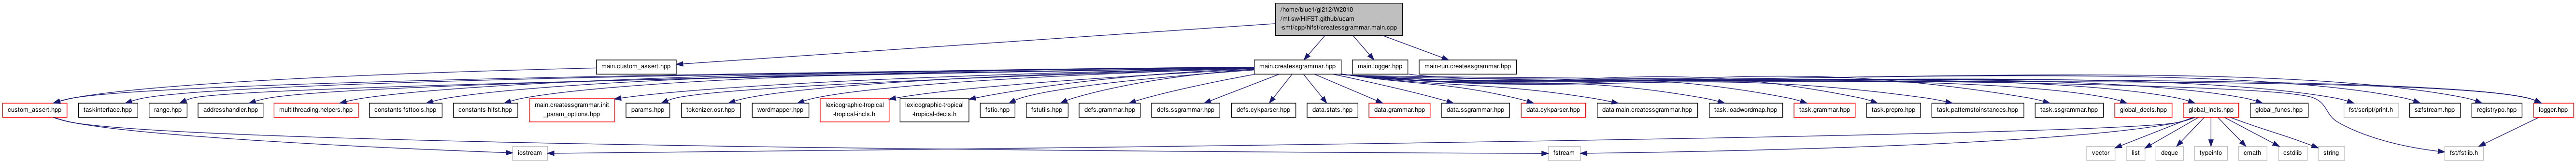 /home/blue1/gi212/W2010
/mt-sw/HIFST.github/ucam
-smt/cpp/hifst/createssgrammar.main.cpp
main.custom_assert.hpp
main.createssgrammar.hpp
main.logger.hpp
main-run.createssgrammar.hpp
custom_assert.hpp
taskinterface.hpp
range.hpp
addresshandler.hpp
multithreading.helpers.hpp
constants-fsttools.hpp
constants-hifst.hpp
main.createssgrammar.init
_param_options.hpp
params.hpp
tokenizer.osr.hpp
wordmapper.hpp
lexicographic-tropical
-tropical-incls.h
lexicographic-tropical
-tropical-decls.h
fstio.hpp
fstutils.hpp
defs.grammar.hpp
defs.ssgrammar.hpp
defs.cykparser.hpp
data.stats.hpp
data.grammar.hpp
data.ssgrammar.hpp
data.cykparser.hpp
data-main.createssgrammar.hpp
task.loadwordmap.hpp
task.grammar.hpp
task.prepro.hpp
task.patternstoinstances.hpp
task.ssgrammar.hpp
global_decls.hpp
global_incls.hpp
global_funcs.hpp
fst/script/print.h
szfstream.hpp
registrypo.hpp
logger.hpp
iostream
fstream
vector
list
deque
typeinfo
cmath
cstdlib
string
fst/fstlib.h